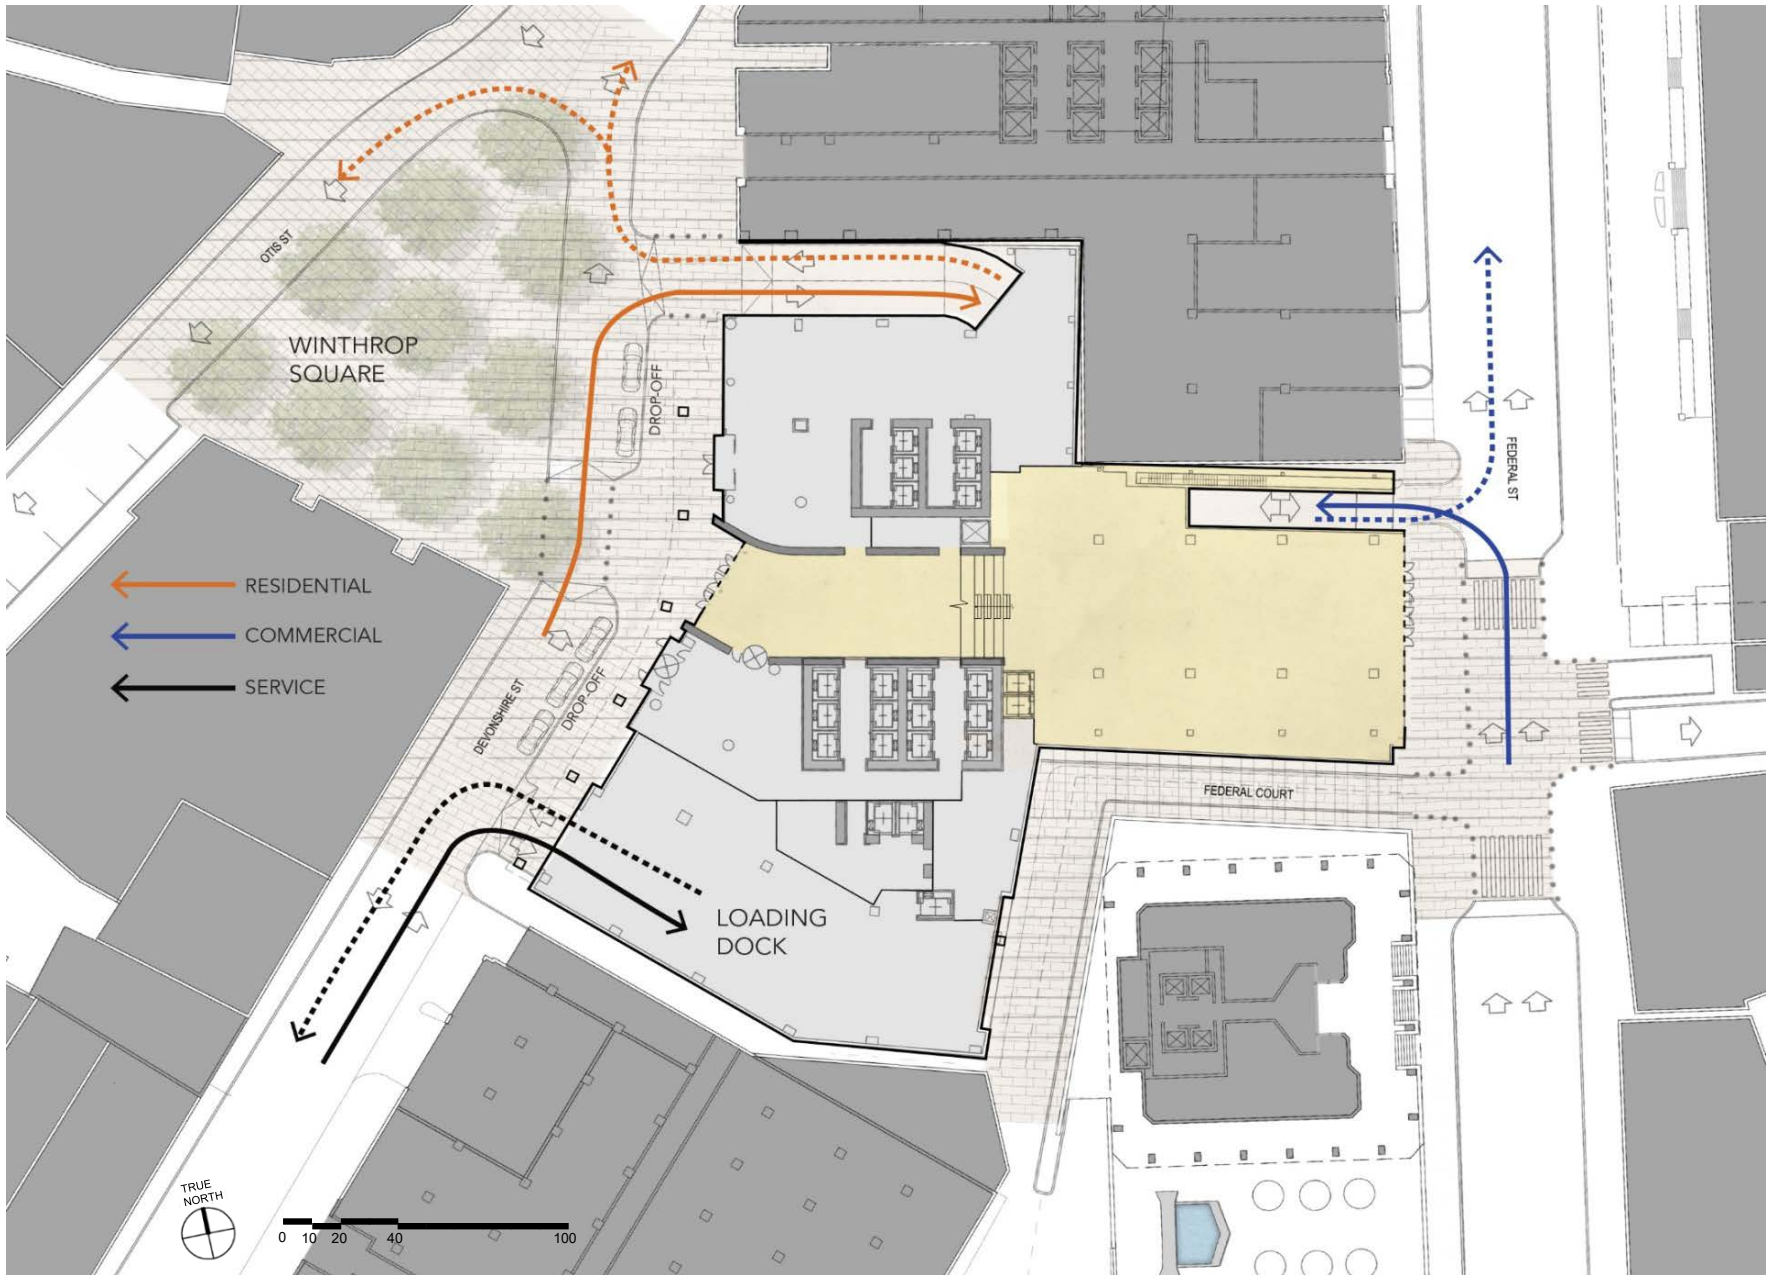 OTIS ST
WINTHROP
SQUARE
DROP-OFF
FEDERAL ST
RESIDENTIAL
COMMERCIAL
SERVICE
DEVONSHIRE ST
DROP-OFF
FEDERAL COURT
LOADING
DOCK
TRUE
NORTH
0 10 20 40 100